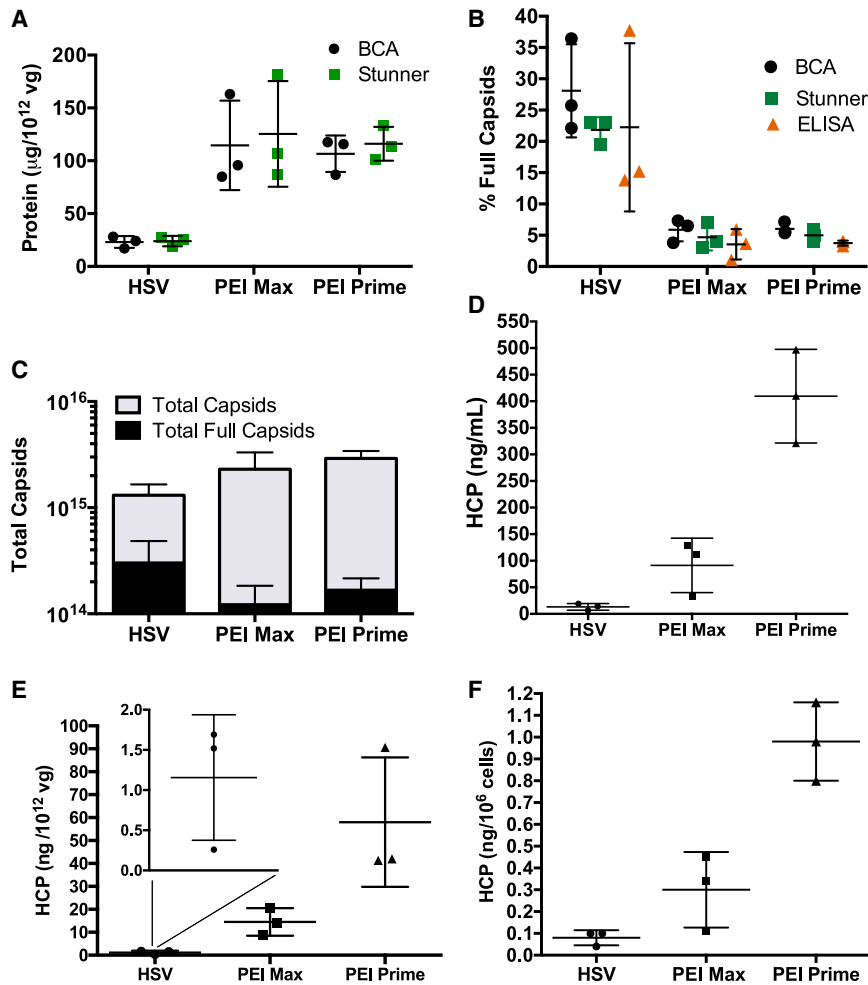 A
BCA
Stunner
Protein (μg/10¹² vg)
200
150
100
50
0
HSV
PEI Max
PEI Prime
B
BCA
Stunner
ELISA
% Full Capsids
40
35
30
25
20
15
10
5
0
HSV
PEI Max
PEI Prime
C
Total Capsids
Total Full Capsids
Total Capsids
10¹⁶
10¹⁵
10¹⁴
HSV
PEI Max
PEI Prime
D
HCP (ng/mL)
550
500
450
400
350
300
250
200
150
100
50
0
HSV
PEI Max
PEI Prime
E
HCP (ng /10¹² vg)
100
90
80
70
60
50
40
30
20
10
0
2.0
1.5
1.0
0.5
0.0
HSV
PEI Max
PEI Prime
F
HCP (ng/10⁶ cells)
1.2
1.1
1.0
0.9
0.8
0.7
0.6
0.5
0.4
0.3
0.2
0.1
0.0
HSV
PEI Max
PEI Prime